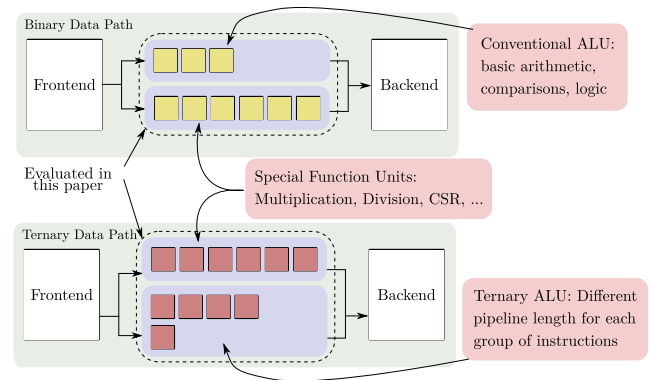 Binary Data Path
Frontend
Backend
Conventional ALU:
basic arithmetic,
comparisons, logic
Evaluated in
this paper
Special Function Units:
Multiplication, Division, CSR, ...
Ternary Data Path
Frontend
Backend
Ternary ALU: Different
pipeline length for each
group of instructions